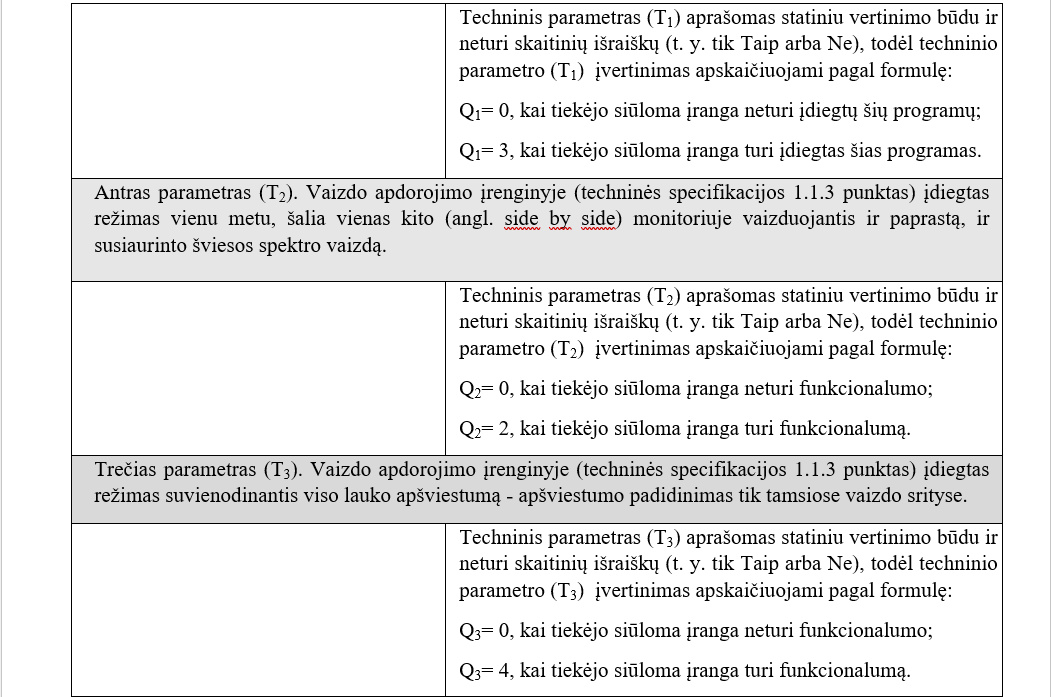 Techninis parametras (T₁) aprašomas statiniu vertinimo būdu ir
neturi skaitinių išraiškų (t. y. tik Taip arba Ne), todėl techninio
parametro (T₁) įvertinimas apskaičiuojami pagal formulę:
Q₁= 0, kai tiekėjo siūloma įranga neturi įdiegtų šių programų;
Q₁= 3, kai tiekėjo siūloma įranga turi įdiegtas šias programas.
Antras parametras (T₂). Vaizdo apdorojimo įrenginyje (techninės specifikacijos 1.1.3 punktas) įdiegtas
režimas vienu metu, šalia vienas kito (angl. side by side) monitoriuje vaizduojantis ir paprastą, ir
susiaurinto šviesos spektro vaizdą.
Techninis parametras (T₂) aprašomas statiniu vertinimo būdu ir
neturi skaitinių išraiškų (t. y. tik Taip arba Ne), todėl techninio
parametro (T₂) įvertinimas apskaičiuojami pagal formulę:
Q₂= 0, kai tiekėjo siūloma įranga neturi funkcionalumo;
Q₂= 2, kai tiekėjo siūloma įranga turi funkcionalumą.
Trečias parametras (T₃). Vaizdo apdorojimo įrenginyje (techninės specifikacijos 1.1.3 punktas) įdiegtas
režimas suvienodinantis viso lauko apšviestumą - apšviestumo padidinimas tik tamsiose vaizdo srityse.
Techninis parametras (T₃) aprašomas statiniu vertinimo būdu ir
neturi skaitinių išraiškų (t. y. tik Taip arba Ne), todėl techninio
parametro (T₃) įvertinimas apskaičiuojami pagal formulę:
Q₃= 0, kai tiekėjo siūloma įranga neturi funkcionalumo;
Q₃= 4, kai tiekėjo siūloma įranga turi funkcionalumą.